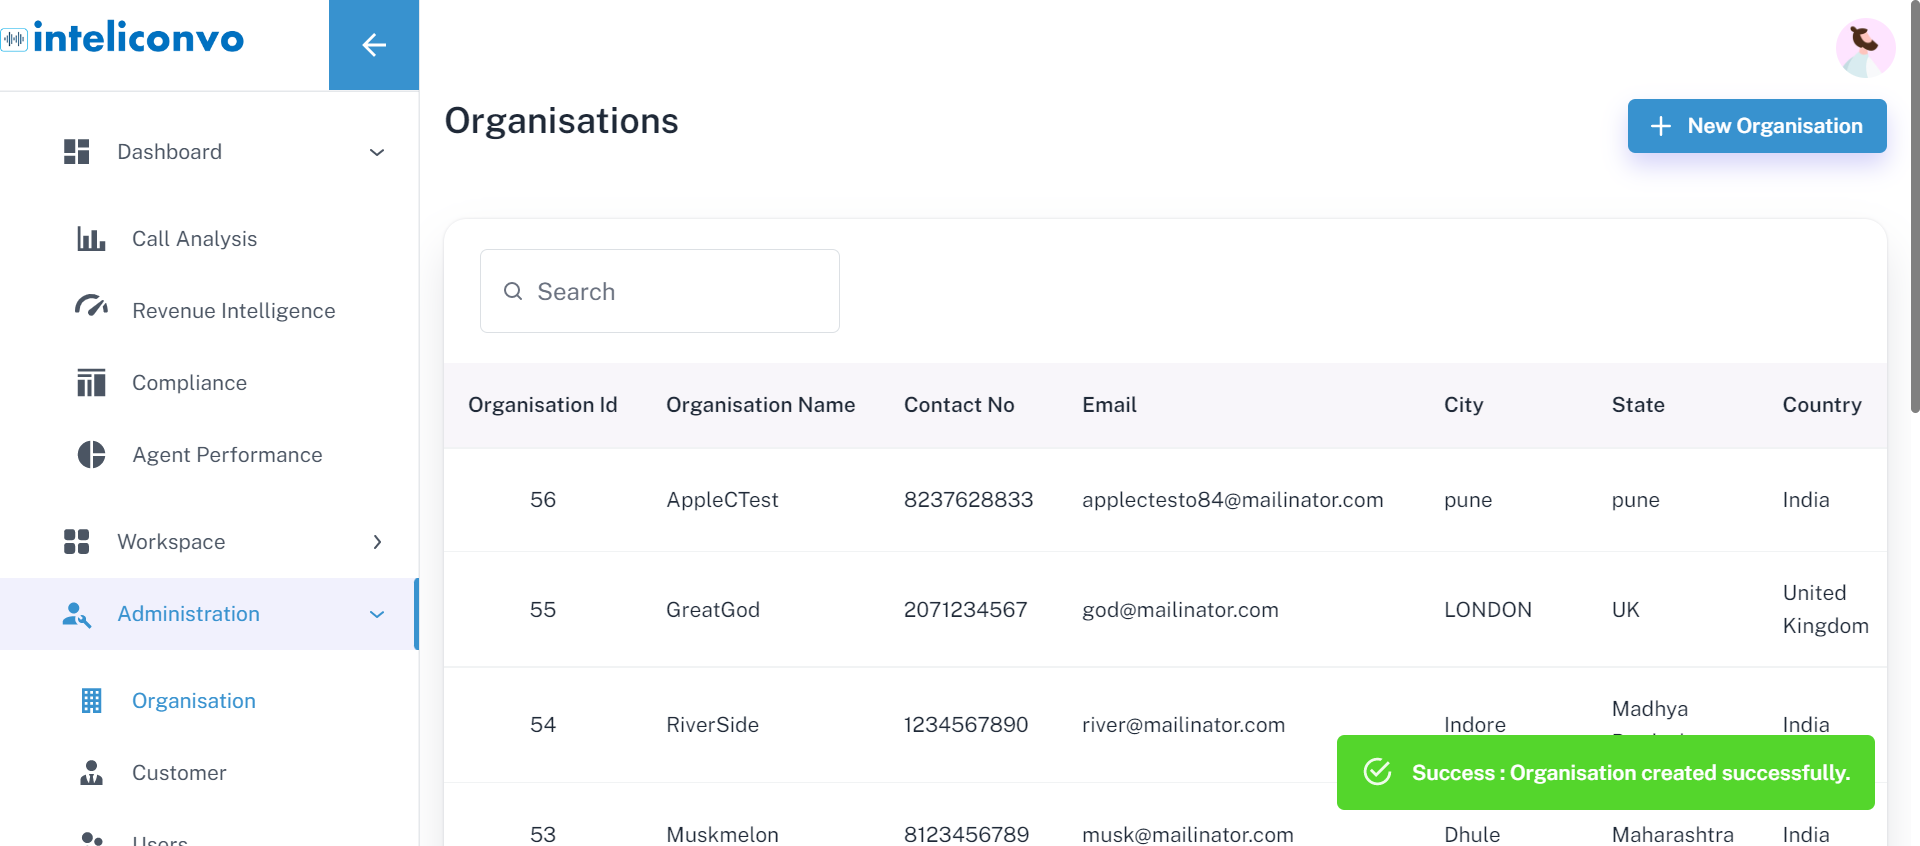 inteliconvo
Dashboard
Call Analysis
Revenue Intelligence
Compliance
Agent Performance
Workspace
Administration
Organisation
Customer
Users
Organisations
New Organisation
Search
Organisation Id Organisation Name Contact No Email City State Country
56 AppleCTest 8237628833 applectesto84@mailinator.com pune pune India
55 GreatGod 2071234567 god@mailinator.com LONDON UK United
Kingdom
54 RiverSide 1234567890 river@mailinator.com Indore Madhya India
Success : Organisation created successfully.
53 Muskmelon 8123456789 musk@mailinator.com Dhule Maharashtra India